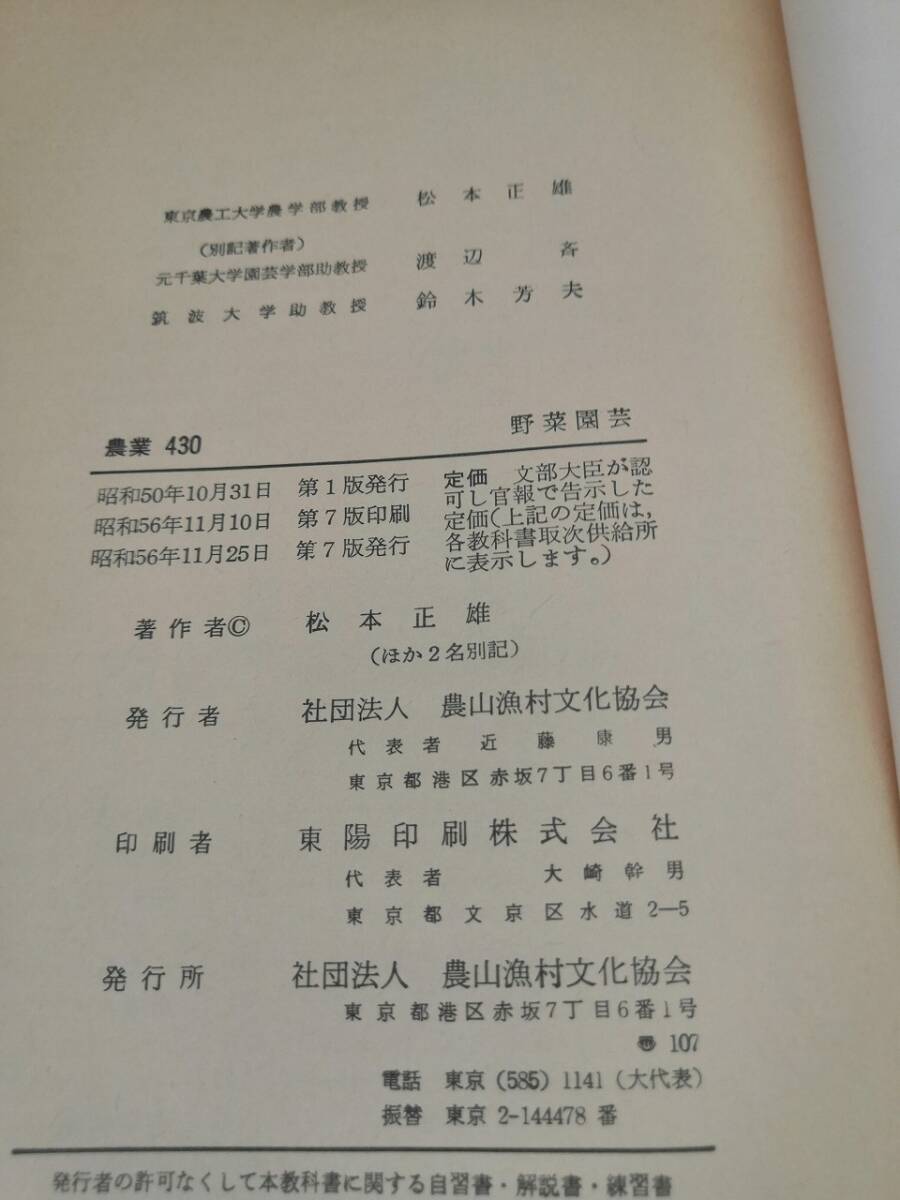 東京農工大学農学部教授 松本正雄
(別記著作者)
元千葆大学園芸学部助教授 渡辺 斉
筑波大学助教授 鈴木芳夫
農業 430 野菜園芸
昭和50年10月31日 第1版発行
昭和56年11月10日 第7版印刷
昭和56年11月25日 第7版発行
定価 文部大臣が認
可し官報で告示した
定価(上記の定価は,
各教科書取次供給所
に表示します。)
著作者© 松本正雄
(ほか2名別記)
発行者 社団法人 農山漁村文化協会
代表者 近藤康男
東京都港区赤坂7丁目6番1号
印刷者 東陽印刷株式会社
代表者 大崎幹男
東京都文京区水道2—5
発行所 社団法人 農山漁村文化協会
東京都港区赤坂7丁目6番1号
〠 107
電話 東京(585)1141(大代表)
振替 東京2-144478番
発行者の許可なくして本教科書に関する自習書・解説書・練習書